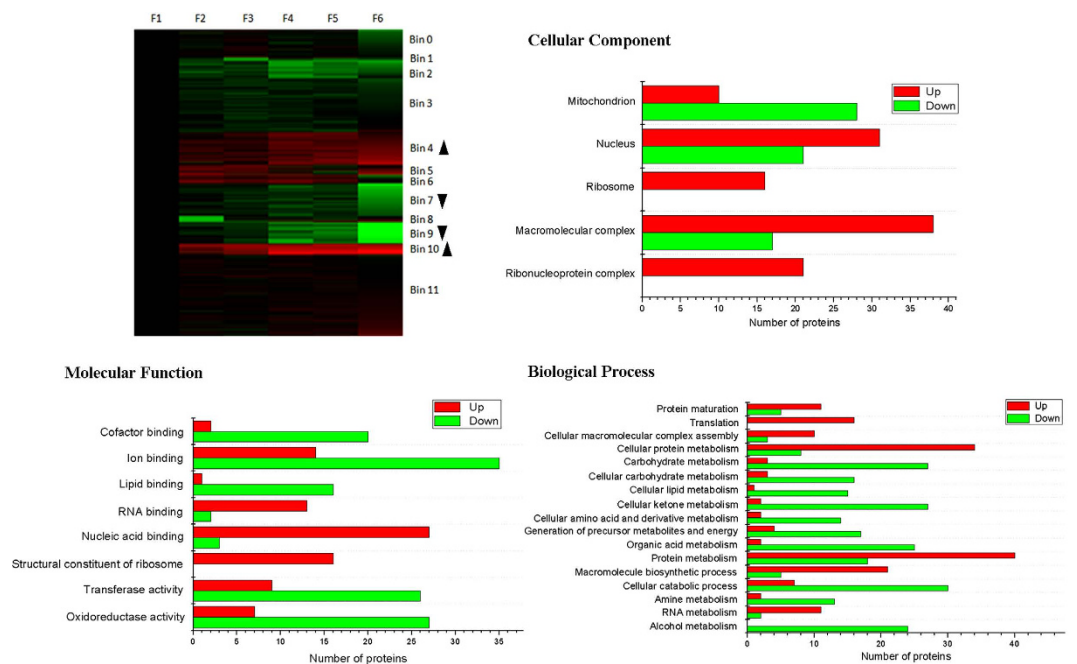 F1 F2 F3 F4 F5 F6
Bin 0
Bin 1
Bin 2
Bin 3
Bin 4
Bin 5
Bin 6
Bin 7
Bin 8
Bin 9
Bin 10
Bin 11
Cellular Component
Up
Down
Mitochondrion
Nucleus
Ribosome
Macromolecular complex
Ribonucleoprotein complex
0 5 10 15 20 25 30 35 40
Number of proteins
Molecular Function
Up
Down
Cofactor binding
Ion binding
Lipid binding
RNA binding
Nucleic acid binding
Structural constituent of ribosome
Transferase activity
Oxidoreductase activity
0 5 10 15 20 25 30 35
Number of proteins
Biological Process
Up
Down
Protein maturation
Translation
Cellular macromolecular complex assembly
Cellular protein metabolism
Carbohydrate metabolism
Cellular carbohydrate metabolism
Cellular lipid metabolism
Cellular ketone metabolism
Cellular amino acid and derivative metabolism
Generation of precursor metabolites and energy
Organic acid metabolism
Protein metabolism
Macromolecule biosynthetic process
Cellular catabolic process
Amine metabolism
RNA metabolism
Alcohol metabolism
0 10 20 30 40
Number of proteins